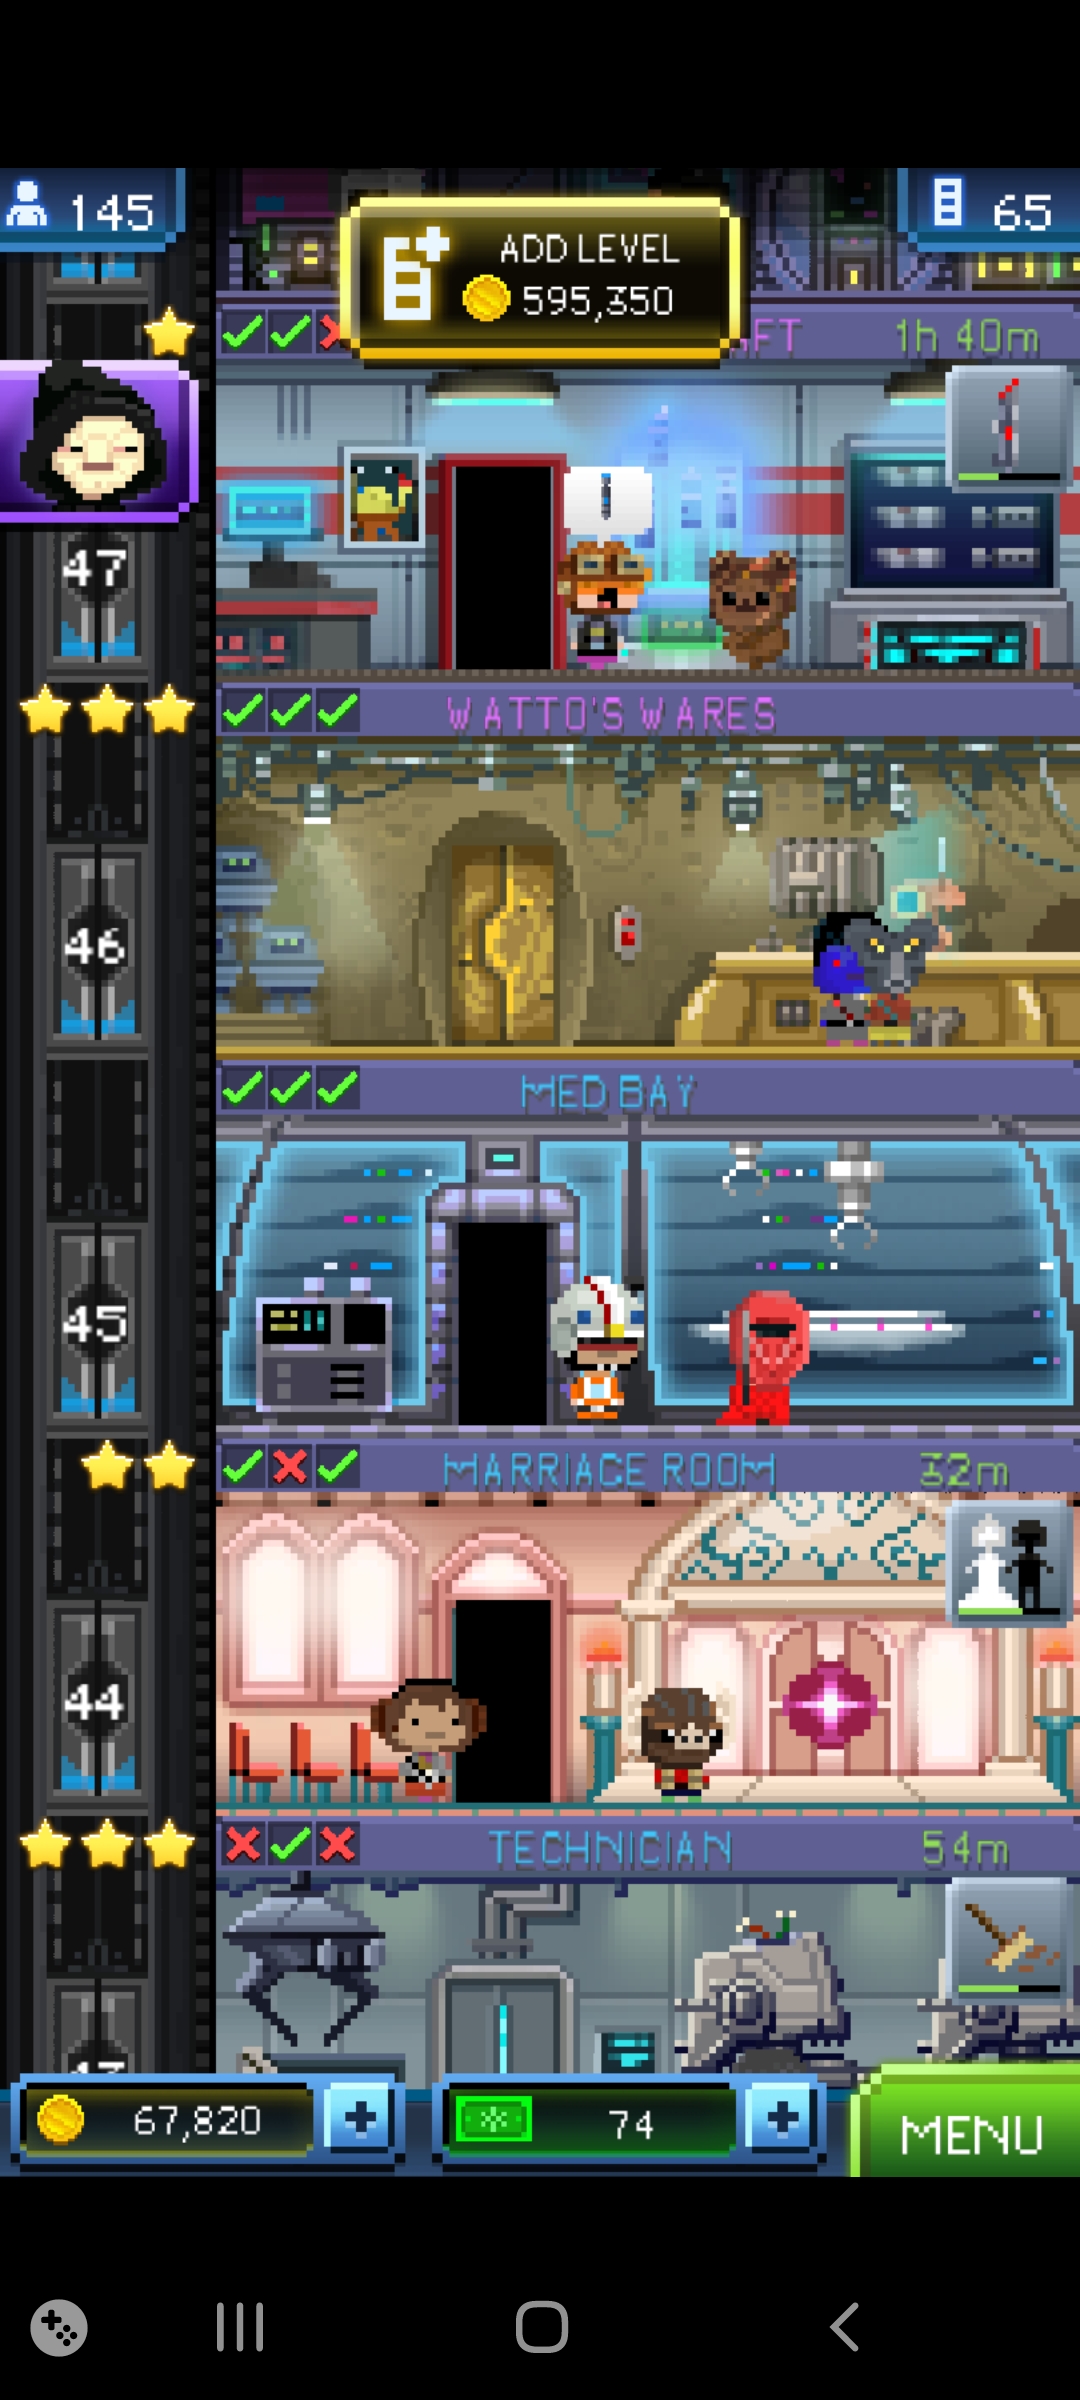 145
ADD LEVEL
595,350
65
AFT 1h 40m
47
WATTO'S WARES
46
MED BAY
45
MARRIAGE ROOM 32m
44
TECHNICIAN 54m
67,820
74
MENU